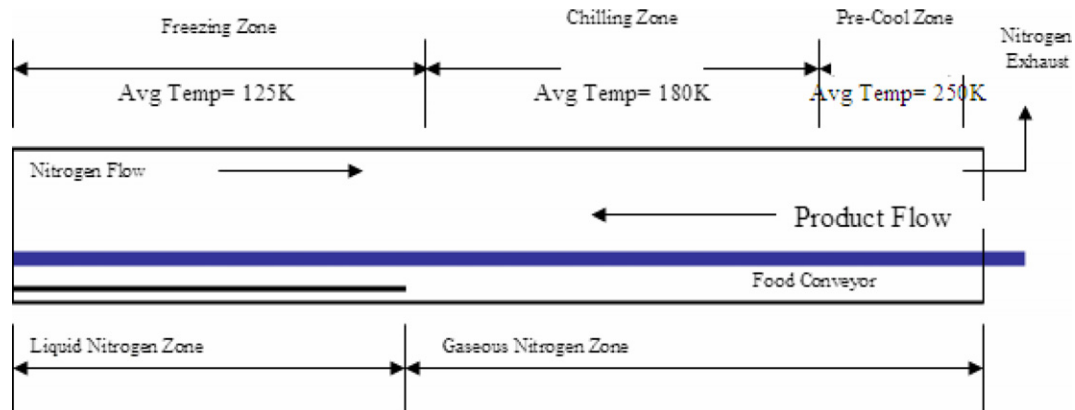 Freezing Zone
Chilling Zone
Pre-Cool Zone
Nitrogen
Exhaust
Avg Temp= 125K
Avg Temp= 180K
Avg Temp= 250K
Nitrogen Flow
Product Flow
Food Conveyor
Liquid Nitrogen Zone
Gaseous Nitrogen Zone